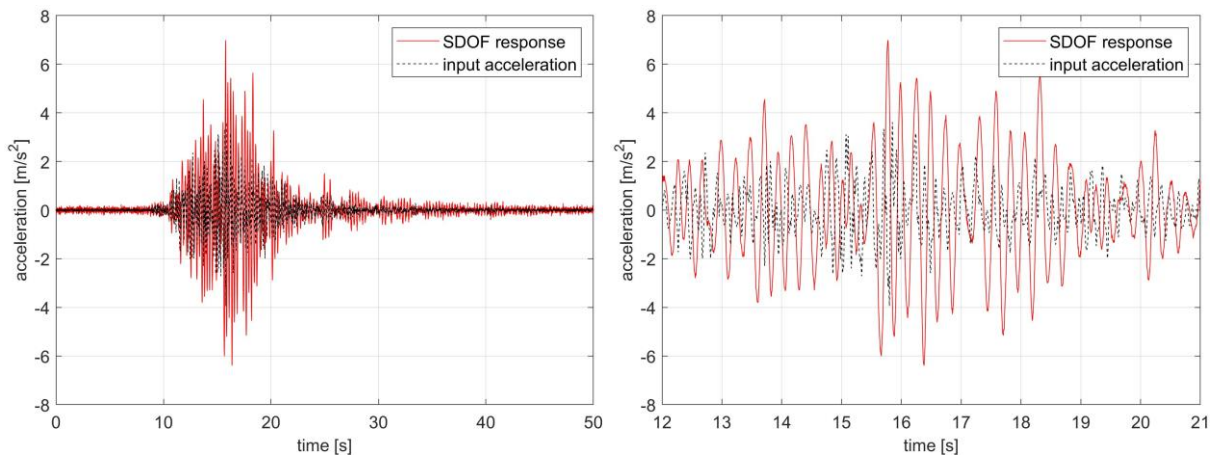 8
6
4
2
0
-2
-4
-6
-8
acceleration [m/s²]
SDOF response
input acceleration
0 10 20 30 40 50
time [s]
8
6
4
2
0
-2
-4
-6
-8
acceleration [m/s²]
SDOF response
input acceleration
12 13 14 15 16 17 18 19 20 21
time [s]